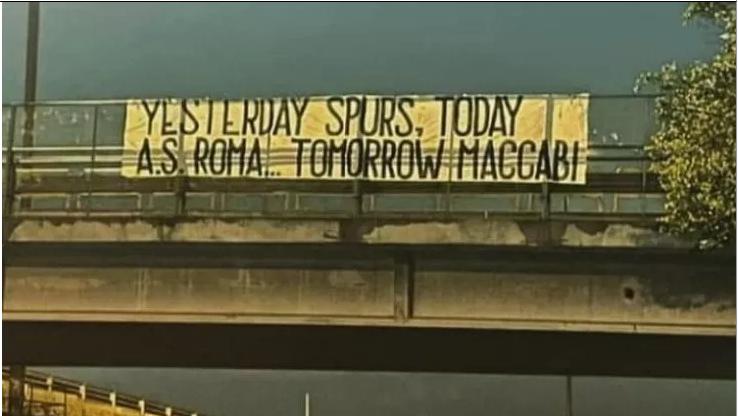 YESTERDAY SPURS, TODAY
A.S. ROMA... TOMORROW MACCABI